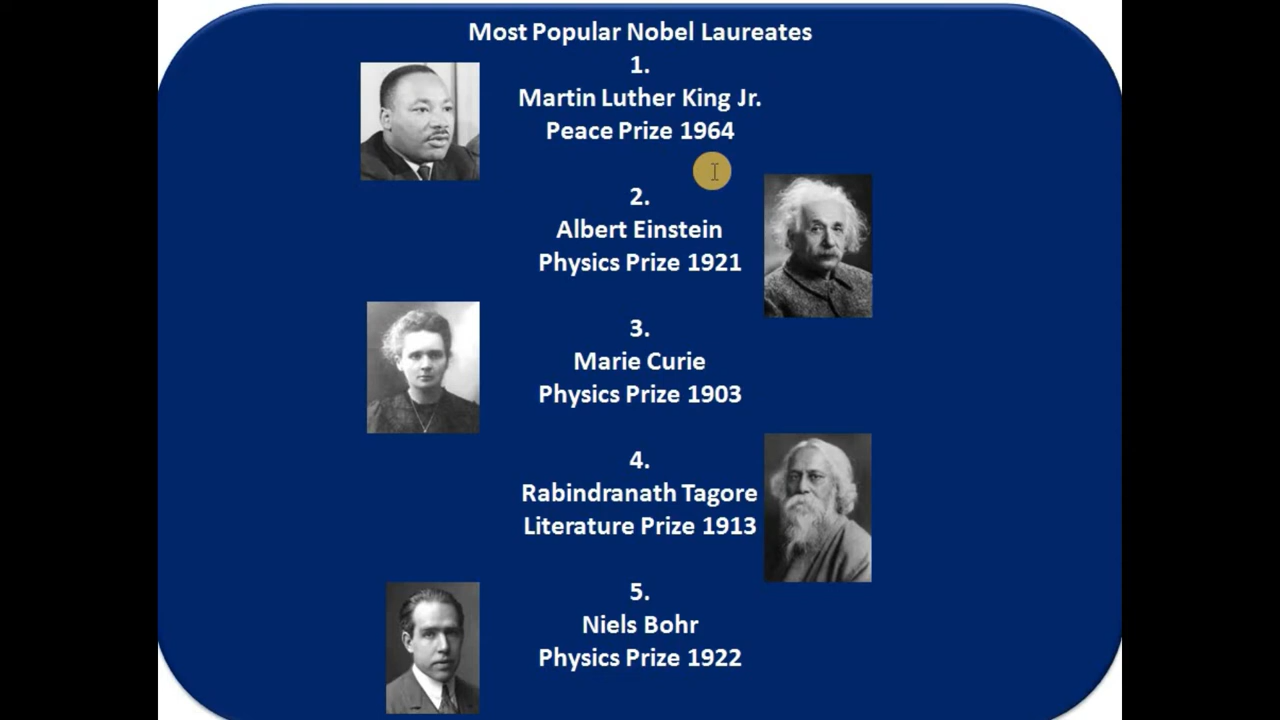 Most Popular Nobel Laureates
1.
Martin Luther King Jr.
Peace Prize 1964
2.
Albert Einstein
Physics Prize 1921
3.
Marie Curie
Physics Prize 1903
4.
Rabindranath Tagore
Literature Prize 1913
5.
Niels Bohr
Physics Prize 1922